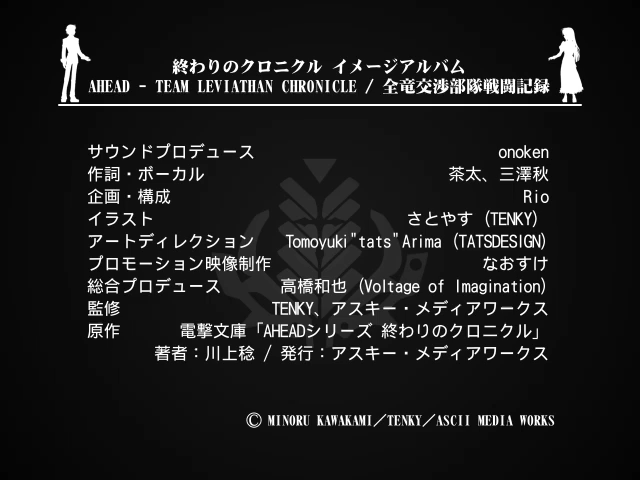 終わりのクロニクル イメージアルバム
AHEAD - TEAM LEVIATHAN CHRONICLE / 全竜交渉部隊戦闘記録
サウンドプロデュース onoken
作詞・ボーカル 茶太、三澤秋
企画・構成 Rio
イラスト さとやす (TENKY)
アートディレクション Tomoyuki"tats"Arima (TATSDESIGN)
プロモーション映像制作 なおすけ
総合プロデュース 高橋和也 (Voltage of Imagination)
監修 TENKY、アスキー・メディアワークス
原作 電撃文庫「AHEADシリーズ 終わりのクロニクル」
著者：川上稔 / 発行：アスキー・メディアワークス
© MINORU KAWAKAMI／TENKY／ASCII MEDIA WORKS